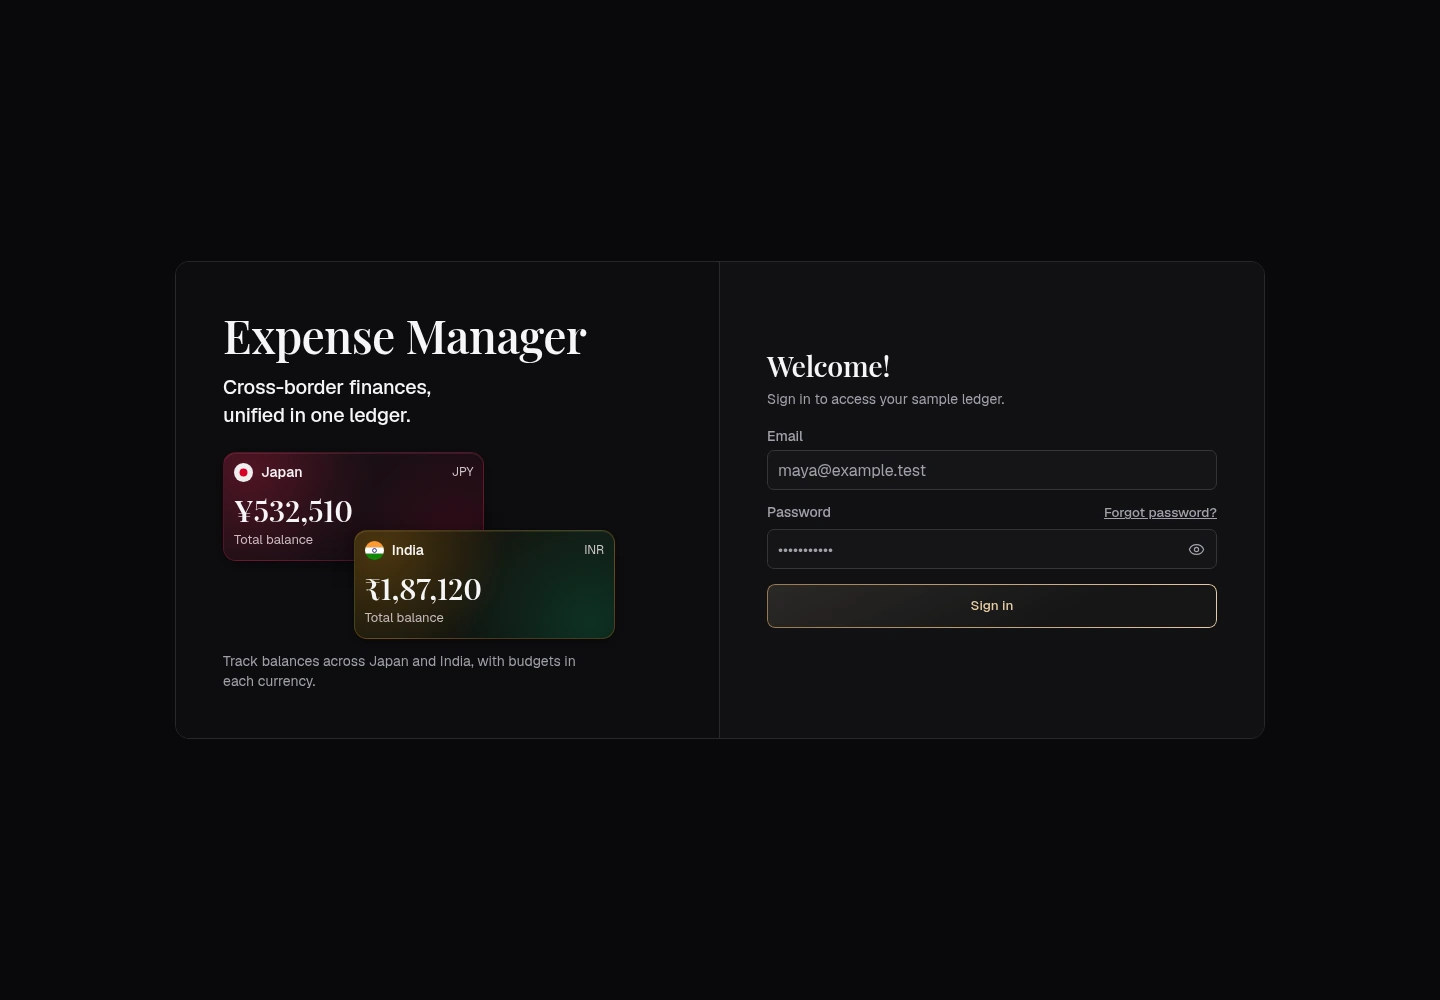 Expense Manager
Cross-border finances,
unified in one ledger.
Japan JPY
¥532,510
Total balance
India INR
₹1,87,120
Total balance
Track balances across Japan and India, with budgets in
each currency.
Welcome!
Sign in to access your sample ledger.
Email
maya@example.test
Password Forgot password?
•••••••••••
Sign in